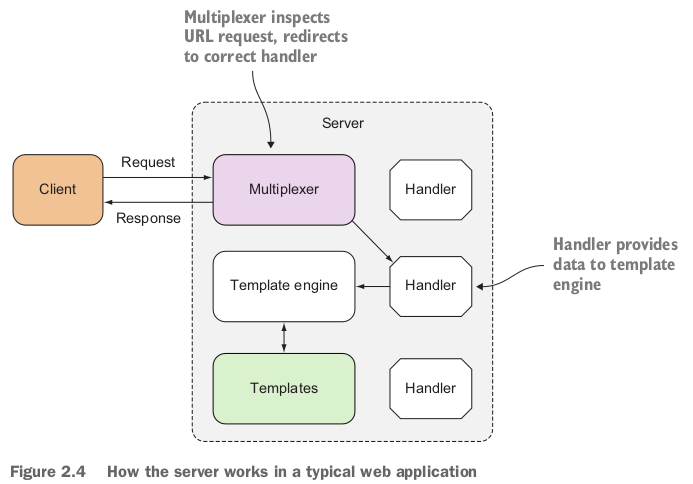 Multiplexer inspects
URL request, redirects
to correct handler
Server
Request
Client
Multiplexer
Handler
Response
Handler provides
data to template
engine
Template engine
Handler
Templates
Handler
Figure 2.4 How the server works in a typical web application